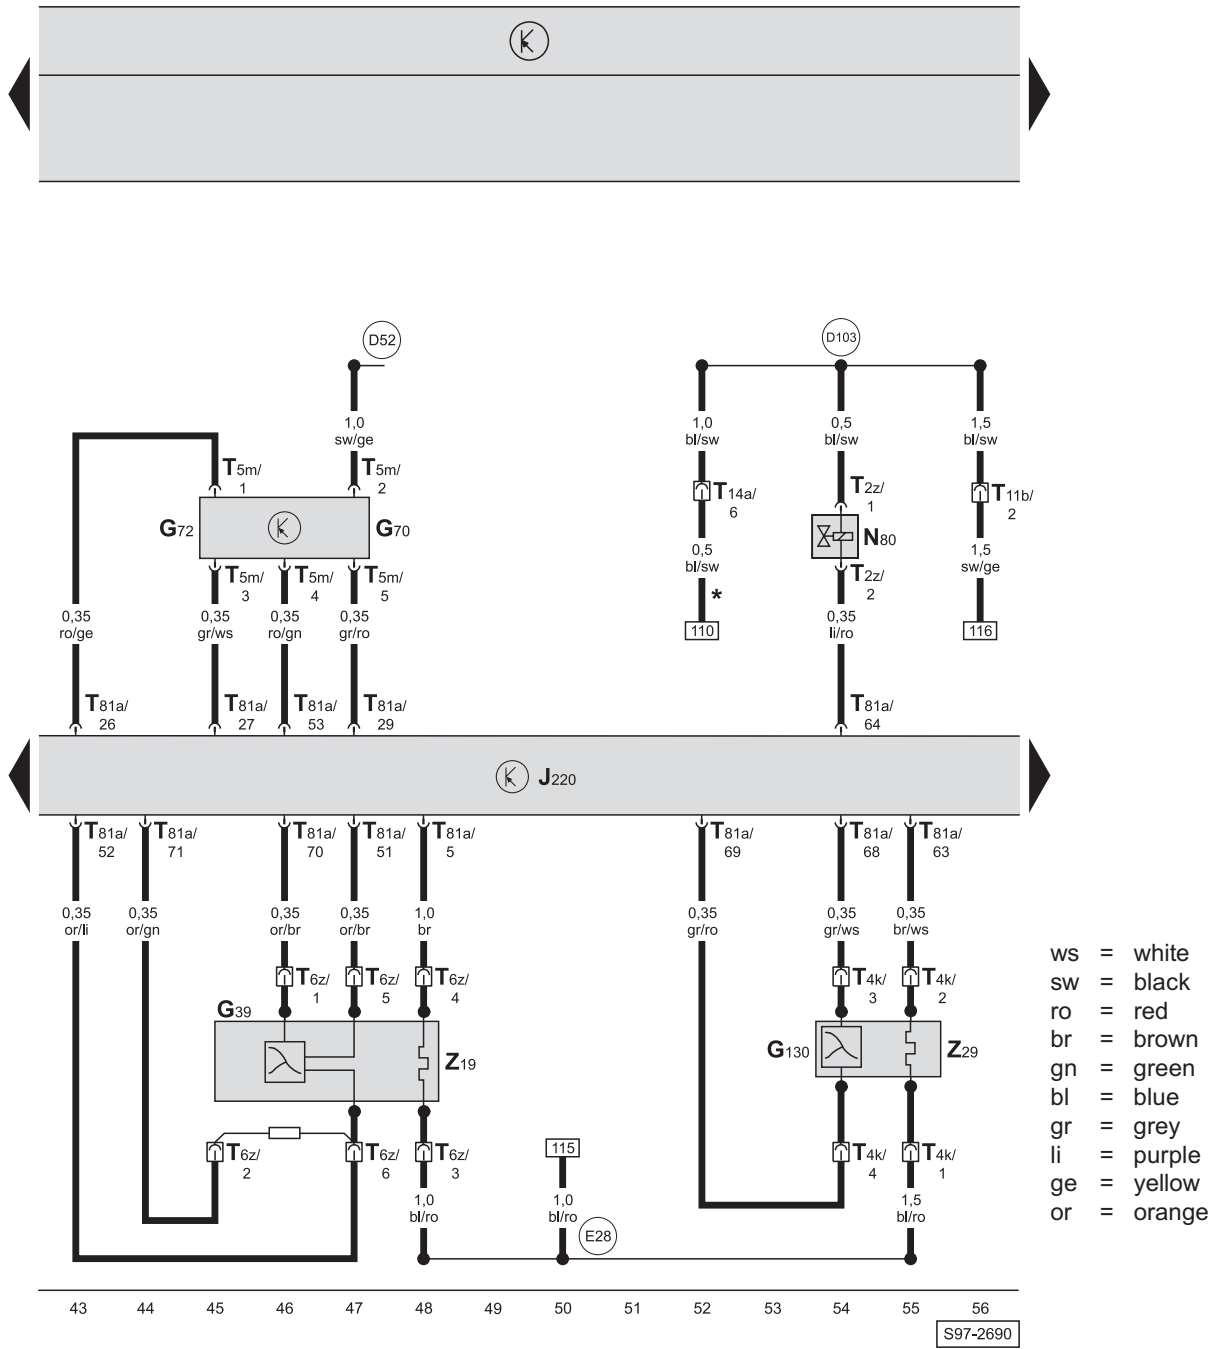 D52
D103
1,0
sw/ge
1,0
bl/sw
0,5
bl/sw
1,5
bl/sw
T5m/
1
T5m/
2
T14a/
6
T2z/
1
T11b/
2
G72
G70
N80
0,5
bl/sw
*
1,5
sw/ge
T5m/
3
T5m/
4
T5m/
5
T2z/
2
0,35
ro/ge
0,35
gr/ws
0,35
ro/gn
0,35
gr/ro
110
0,35
li/ro
116
T81a/
26
T81a/
27
T81a/
53
T81a/
29
T81a/
64
J220
T81a/
52
T81a/
71
T81a/
70
T81a/
51
T81a/
5
T81a/
69
T81a/
68
T81a/
63
0,35
or/li
0,35
or/gn
0,35
or/br
0,35
or/br
1,0
br
0,35
gr/ro
0,35
gr/ws
0,35
br/ws
T6z/
1
T6z/
5
T6z/
4
T4k/
3
T4k/
2
G39
Z19
G130
Z29
T6z/
2
T6z/
6
T6z/
3
115
T4k/
4
T4k/
1
1,0
bl/ro
1,0
bl/ro
1,5
bl/ro
E28
ws = white
sw = black
ro = red
br = brown
gn = green
bl = blue
gr = grey
li = purple
ge = yellow
or = orange
43 44 45 46 47 48 49 50 51 52 53 54 55 56
S97-2690